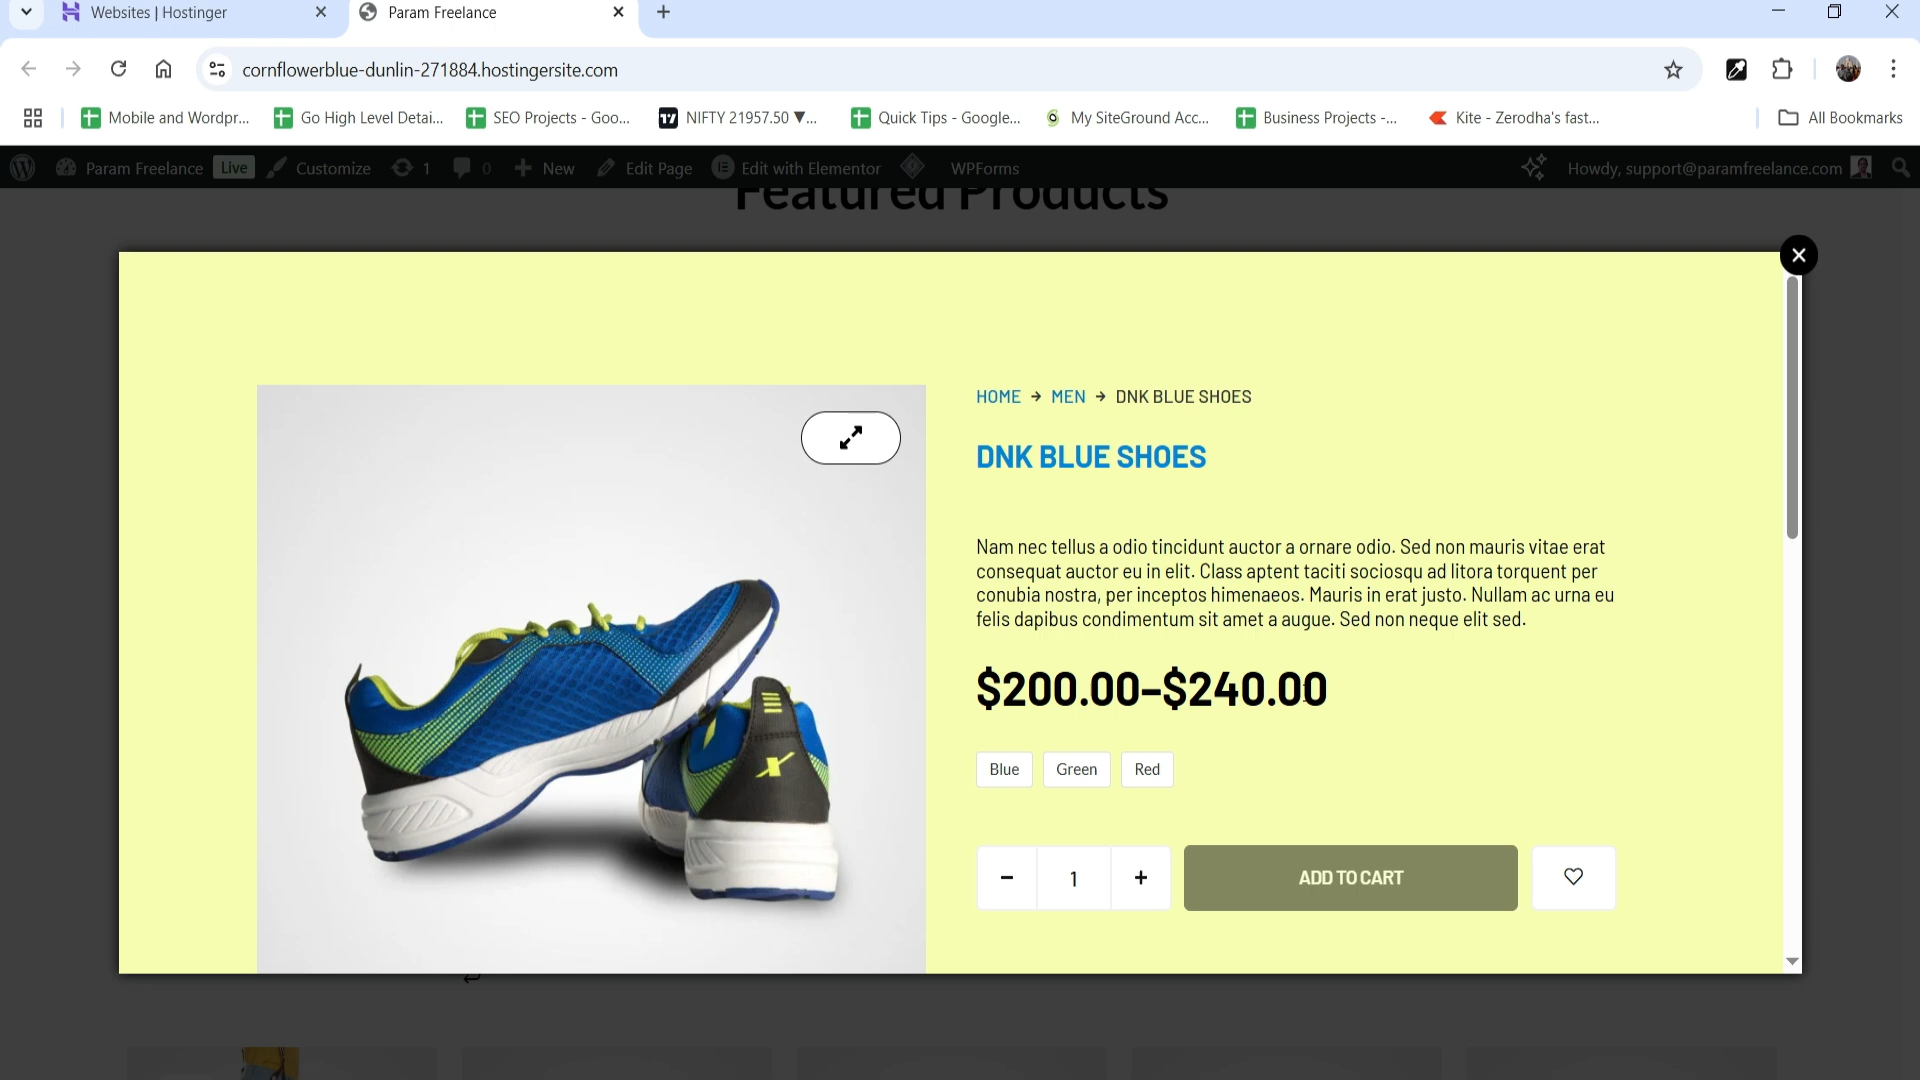 Websites | Hostinger
Param Freelance
cornflowerblue-dunlin-271884.hostingersite.com
Mobile and Wordpr...
Go High Level Detai...
SEO Projects - Goo...
NIFTY 21957.50 ▼...
Quick Tips - Google...
My SiteGround Acc...
Business Projects -...
Kite - Zerodha's fast...
All Bookmarks
Param Freelance Live
Customize
1
0
New
Edit Page
Edit with Elementor
WPForms
Howdy, support@paramfreelance.com
Featured Products
HOME → MEN → DNK BLUE SHOES
DNK BLUE SHOES
Nam nec tellus a odio tincidunt auctor a ornare odio. Sed non mauris vitae erat
consequat auctor eu in elit. Class aptent taciti sociosqu ad litora torquent per
conubia nostra, per inceptos himenaeos. Mauris in erat justo. Nullam ac urna eu
felis dapibus condimentum sit amet a augue. Sed non neque elit sed.
$200.00–$240.00
Blue
Green
Red
− 1 +
ADD TO CART